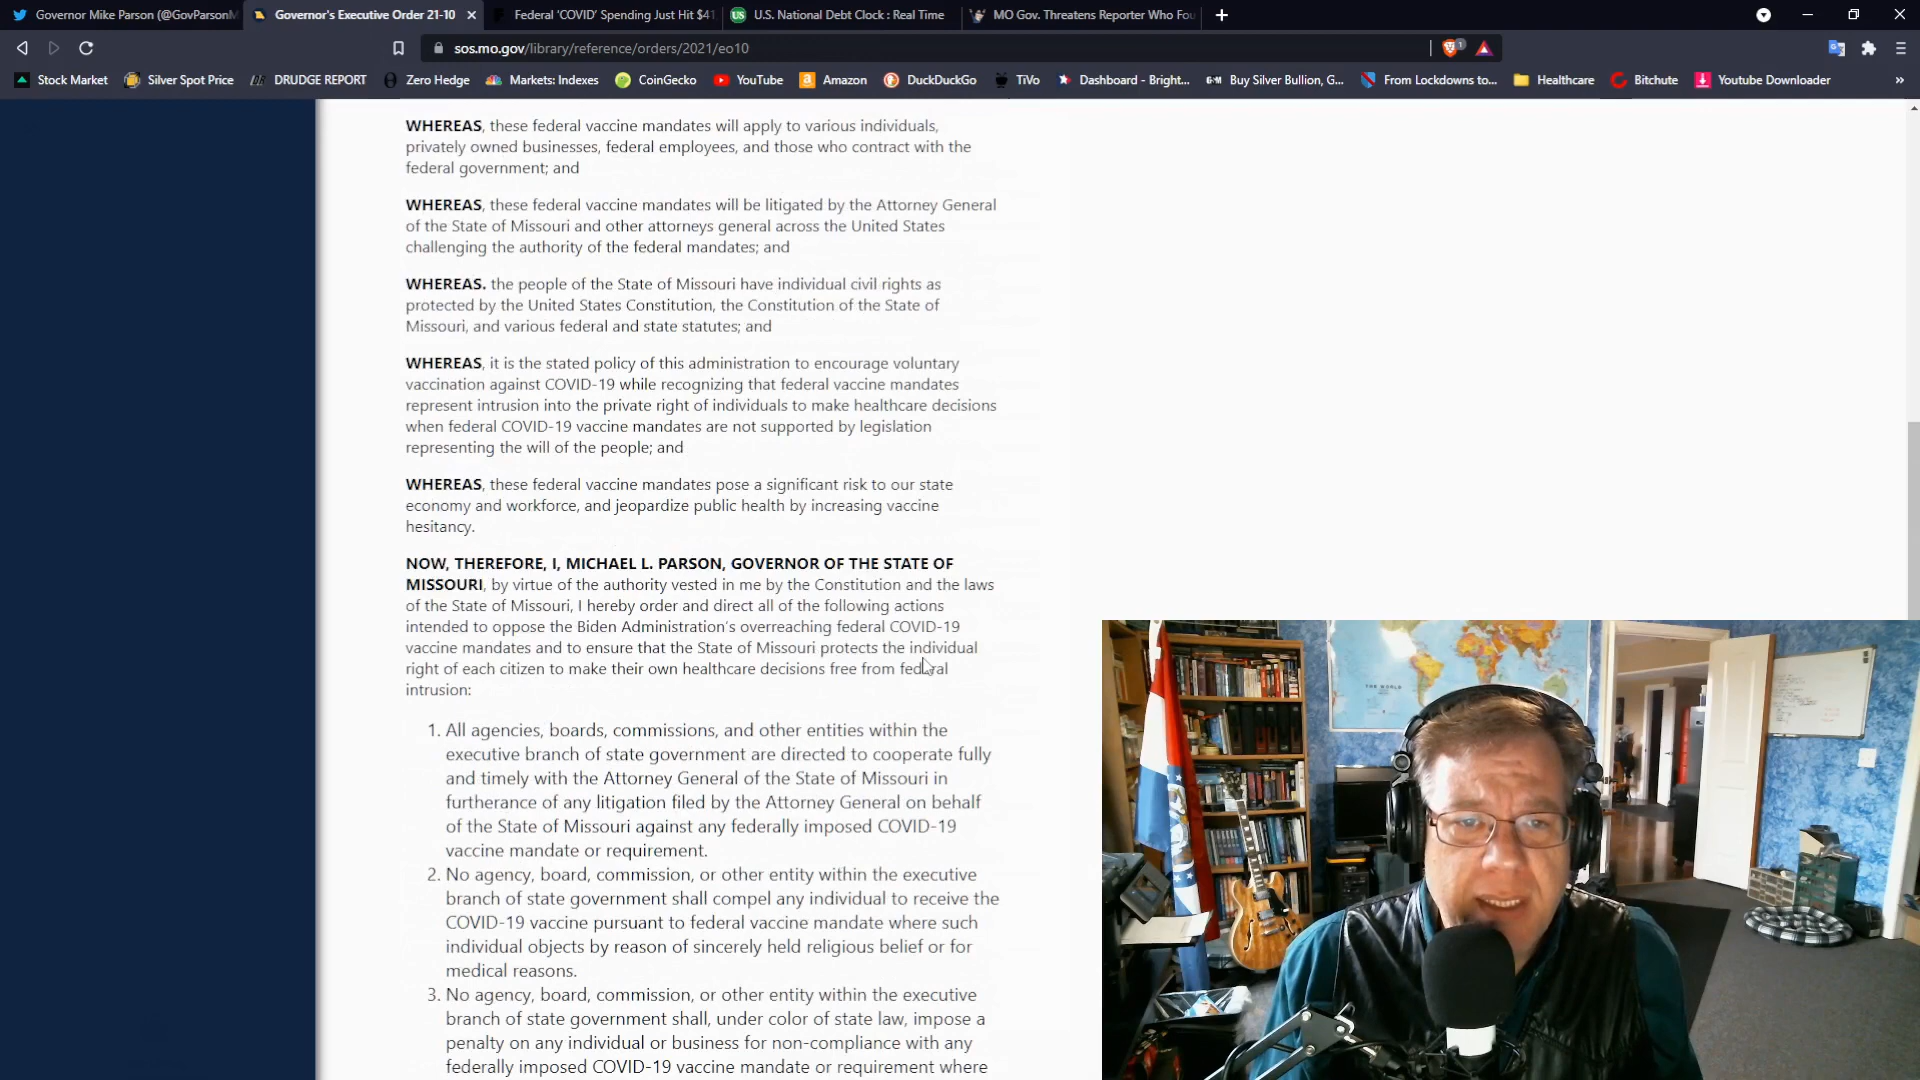 Governor Mike Parson (@GovParsonM
Governor's Executive Order 21-10
Federal 'COVID' Spending Just Hit $41
U.S. National Debt Clock : Real Time
MO Gov. Threatens Reporter Who Fou
sos.mo.gov/library/reference/orders/2021/eo10
Stock Market
Silver Spot Price
DRUDGE REPORT
Zero Hedge
Markets: Indexes
CoinGecko
YouTube
Amazon
DuckDuckGo
TiVo
Dashboard - Bright...
Buy Silver Bullion, G...
From Lockdowns to...
Healthcare
Bitchute
Youtube Downloader
WHEREAS, these federal vaccine mandates will apply to various individuals,
privately owned businesses, federal employees, and those who contract with the
federal government; and
WHEREAS, these federal vaccine mandates will be litigated by the Attorney General
of the State of Missouri and other attorneys general across the United States
challenging the authority of the federal mandates; and
WHEREAS. the people of the State of Missouri have individual civil rights as
protected by the United States Constitution, the Constitution of the State of
Missouri, and various federal and state statutes; and
WHEREAS, it is the stated policy of this administration to encourage voluntary
vaccination against COVID-19 while recognizing that federal vaccine mandates
represent intrusion into the private right of individuals to make healthcare decisions
when federal COVID-19 vaccine mandates are not supported by legislation
representing the will of the people; and
WHEREAS, these federal vaccine mandates pose a significant risk to our state
economy and workforce, and jeopardize public health by increasing vaccine
hesitancy.
NOW, THEREFORE, I, MICHAEL L. PARSON, GOVERNOR OF THE STATE OF
MISSOURI, by virtue of the authority vested in me by the Constitution and the laws
of the State of Missouri, I hereby order and direct all of the following actions
intended to oppose the Biden Administration's overreaching federal COVID-19
vaccine mandates and to ensure that the State of Missouri protects the individual
right of each citizen to make their own healthcare decisions free from federal
intrusion:
1. All agencies, boards, commissions, and other entities within the
executive branch of state government are directed to cooperate fully
and timely with the Attorney General of the State of Missouri in
furtherance of any litigation filed by the Attorney General on behalf
of the State of Missouri against any federally imposed COVID-19
vaccine mandate or requirement.
2. No agency, board, commission, or other entity within the executive
branch of state government shall compel any individual to receive the
COVID-19 vaccine pursuant to federal vaccine mandate where such
individual objects by reason of sincerely held religious belief or for
medical reasons.
3. No agency, board, commission, or other entity within the executive
branch of state government shall, under color of state law, impose a
penalty on any individual or business for non-compliance with any
federally imposed COVID-19 vaccine mandate or requirement where
THE WORLD